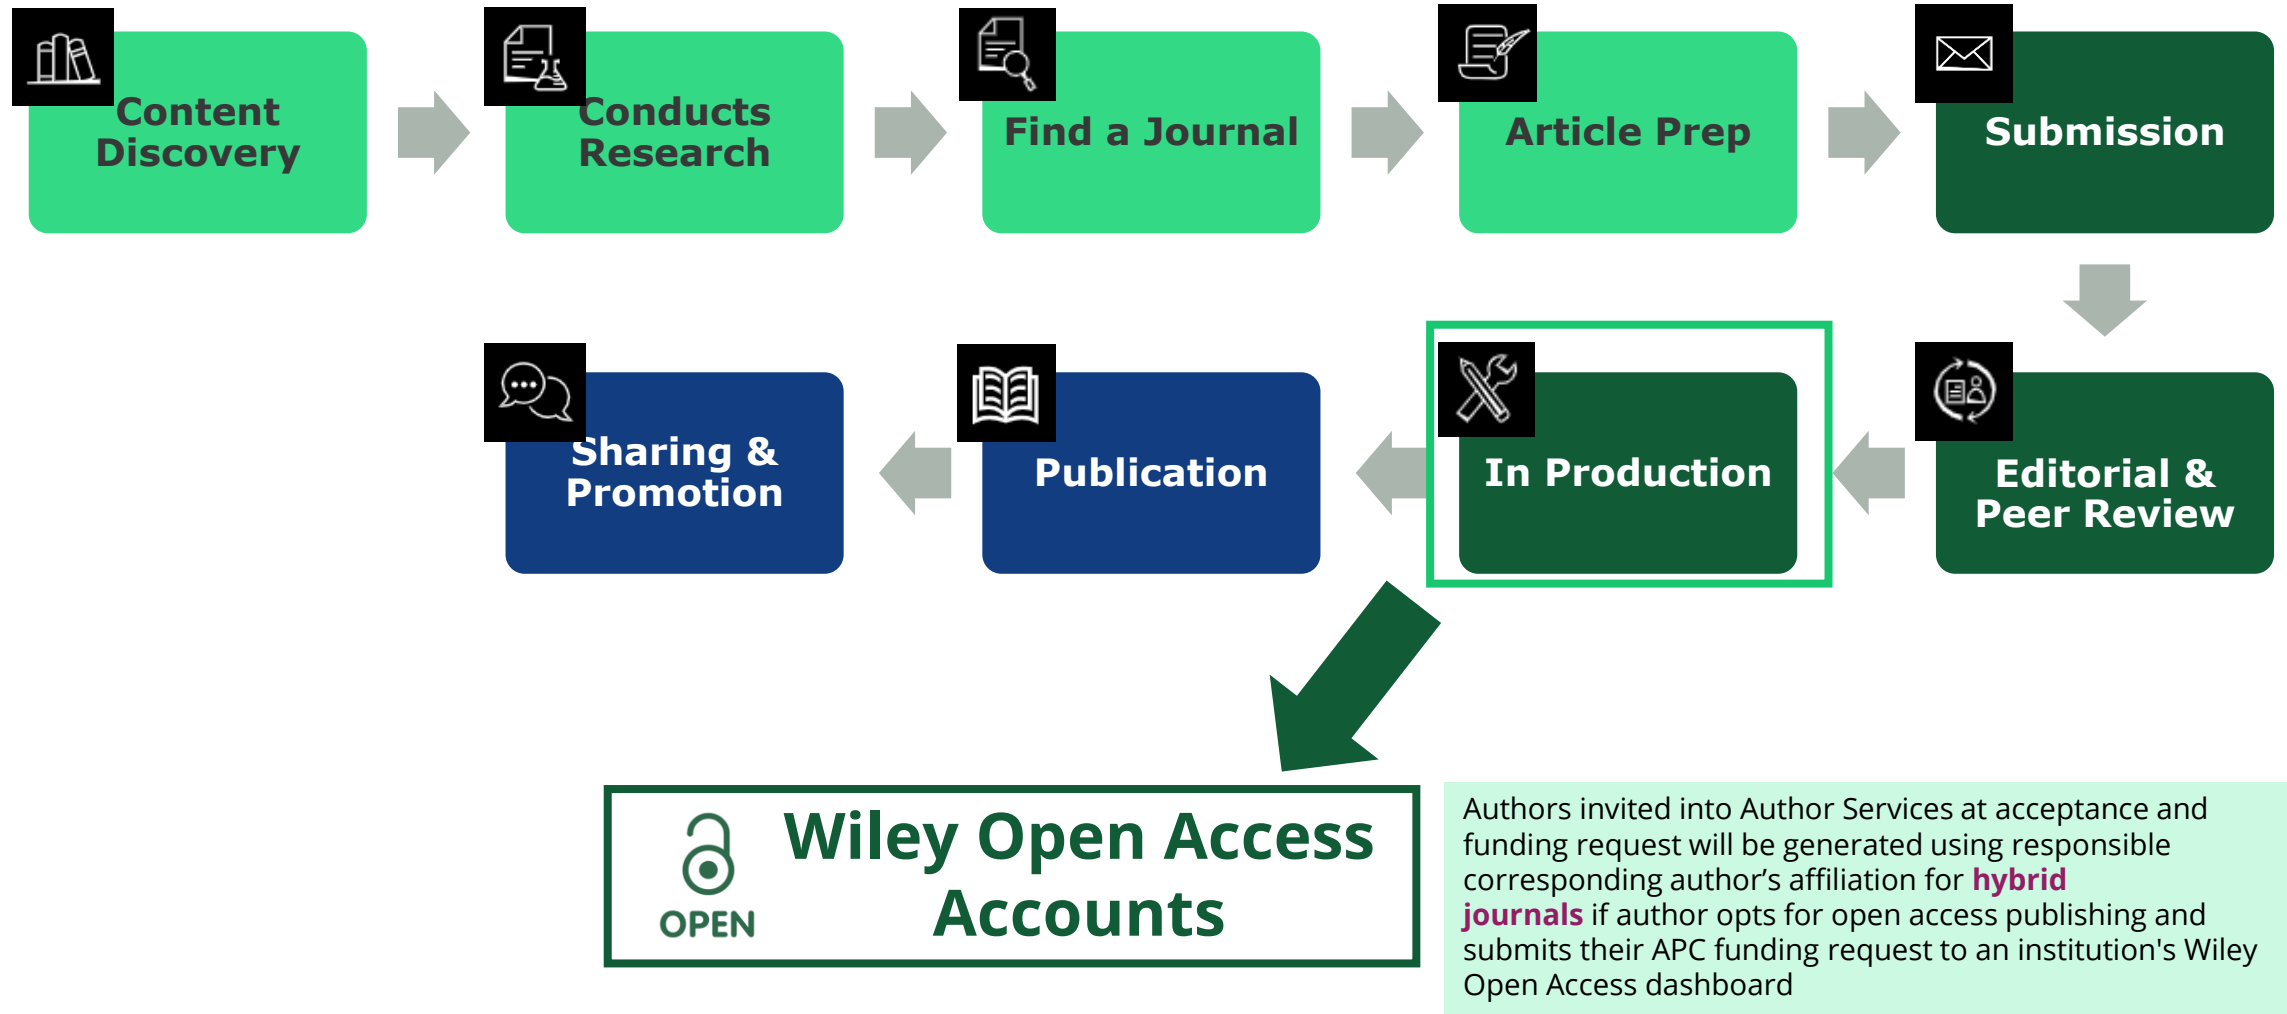 Content
Discovery
Conducts
Research
Find a Journal
Article Prep
Submission
Sharing &
Promotion
Publication
In Production
Editorial &
Peer Review
OPEN
Wiley Open Access
Accounts
Authors invited into Author Services at acceptance and
funding request will be generated using responsible
corresponding author’s affiliation for hybrid
journals if author opts for open access publishing and
submits their APC funding request to an institution's Wiley
Open Access dashboard